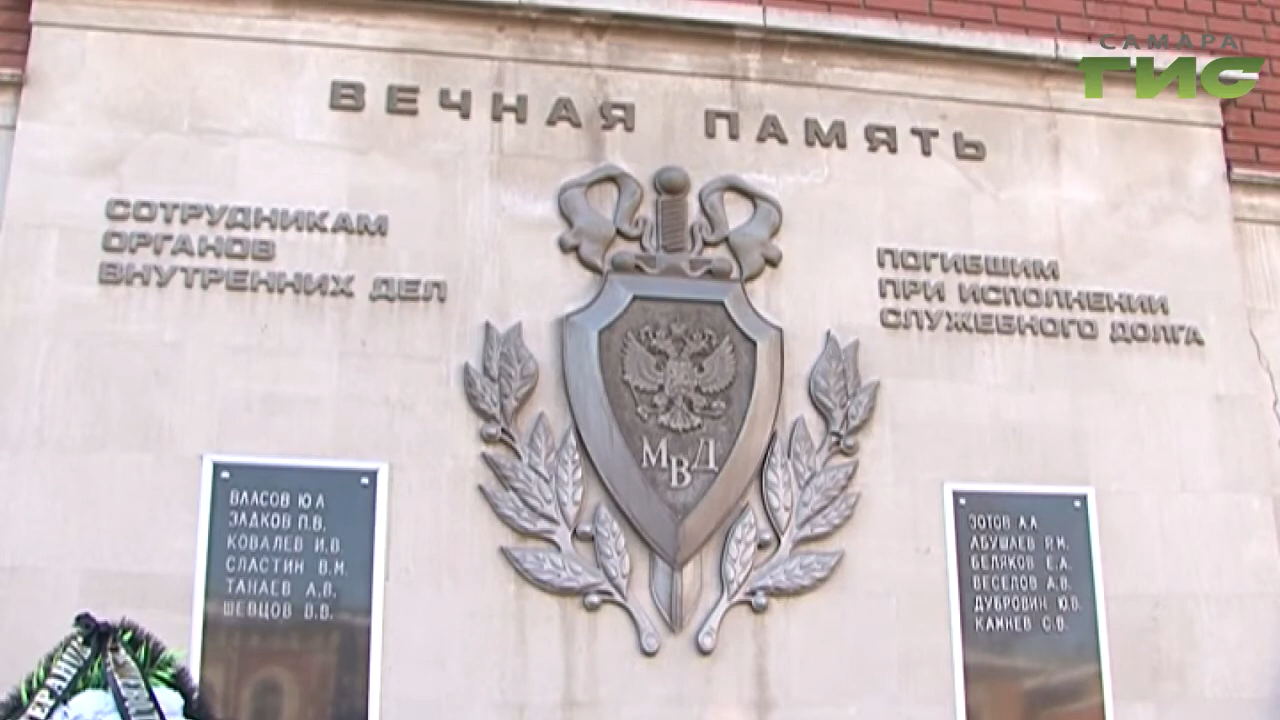 САМАРА
ГИС
ВЕЧНАЯ ПАМЯТЬ
СОТРУДНИКАМ
ОРГАНОВ
ВНУТРЕННИХ ДЕЛ
ПОГИБШИМ
ПРИ ИСПОЛНЕНИИ
СЛУЖЕБНОГО ДОЛГА
МВД
ВЛАСОВ Ю.А
ЗАДКОВ П.В.
КОВАЛЕВ И.В.
СЛАСТИН В.М.
ТАНАЕВ А.В.
ШЕВЦОВ В.В.
ЗОТОВ А.А
АБУШАЕВ Р.М.
БЕЛЯКОВ Е.А.
ВЕСЕЛОВ А.В.
ДУБРОВИН Ю.В.
КАМНЕВ С.В.